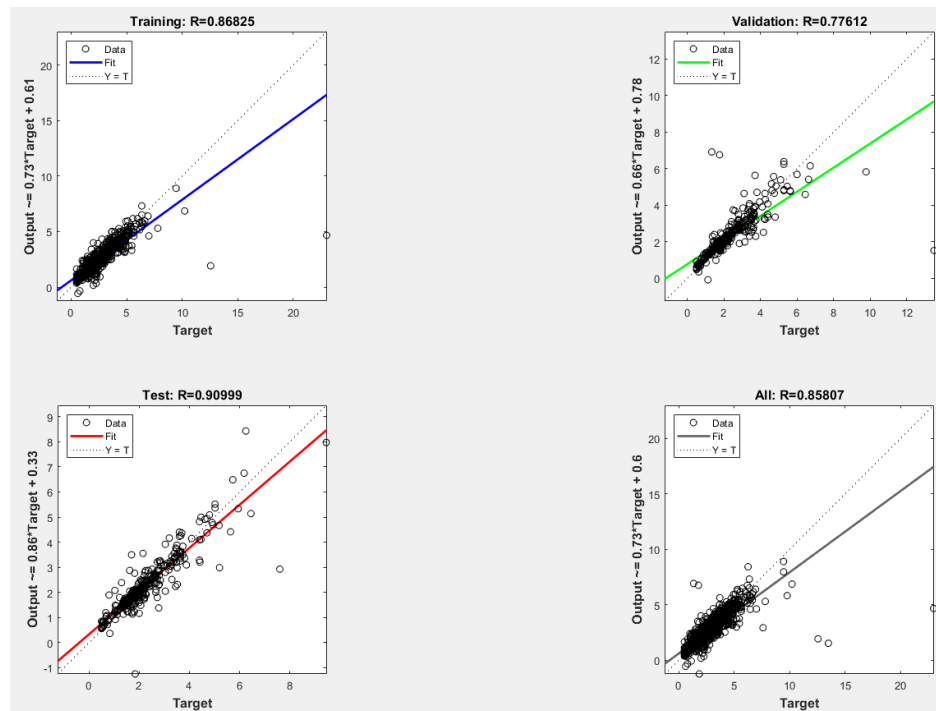 Training: R=0.86825
Data
Fit
Y = T
Output ~= 0.73*Target + 0.61
20
15
10
5
0
0
5
10
15
20
Target
Validation: R=0.77612
Data
Fit
Y = T
Output ~= 0.66*Target + 0.78
12
10
8
6
4
2
0
0
2
4
6
8
10
12
Target
Test: R=0.90999
Data
Fit
Y = T
Output ~= 0.86*Target + 0.33
9
8
7
6
5
4
3
2
1
0
-1
0
2
4
6
8
Target
All: R=0.85807
Data
Fit
Y = T
Output ~= 0.73*Target + 0.6
20
15
10
5
0
0
5
10
15
20
Target